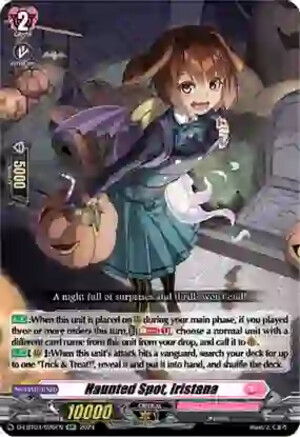 2
5000
A night full of surprises and thrills won't end!
:When this unit is placed on during your main phase, if you played
three or more orders this turn, choose a normal unit with
a different card name from this unit from your drop, and call it to
:When this unit's attack hits a vanguard, search your deck for up
to one "Trick & Treat!!", reveal it and put it into hand, and shuffle the deck.
Haunted Spot, Iristana
10000